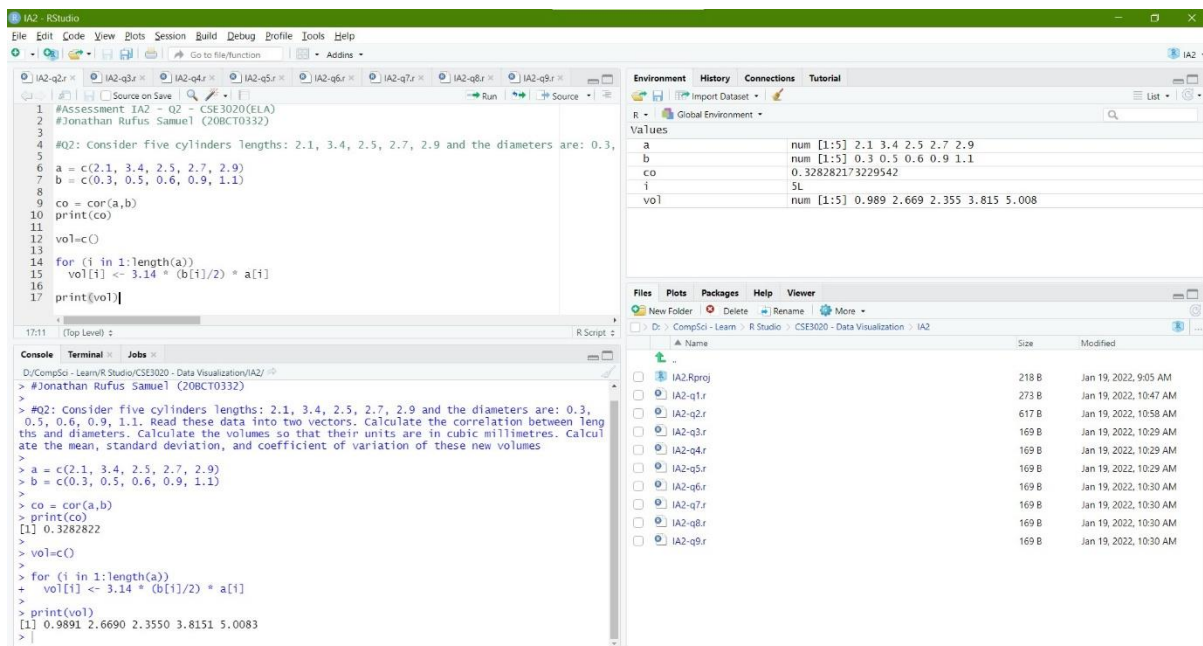 IA2 - RStudio
File Edit Code View Plots Session Build Debug Profile Tools Help
Go to file/function Addins IA2
IA2-q2.r IA2-q3.r IA2-q4.r IA2-q5.r IA2-q6.r IA2-q7.r IA2-q8.r IA2-q9.r
Source on Save Run Source
1 #Assessment IA2 - Q2 - CSE3020(ELA)
2 #Jonathan Rufus Samuel (20BCT0332)
3
4 #Q2: Consider five cylinders lengths: 2.1, 3.4, 2.5, 2.7, 2.9 and the diameters are: 0.3,
5
6 a = c(2.1, 3.4, 2.5, 2.7, 2.9)
7 b = c(0.3, 0.5, 0.6, 0.9, 1.1)
8
9 co = cor(a,b)
10 print(co)
11
12 vol=c()
13
14 for (i in 1:length(a))
15 vol[i] <- 3.14 * (b[i]/2) * a[i]
16
17 print(vol)
17:11 (Top Level) R Script
Console Terminal Jobs
D:/CompSci - Learn/R Studio/CSE3020 - Data Visualization/IA2/
> #Jonathan Rufus Samuel (20BCT0332)
>
> #Q2: Consider five cylinders lengths: 2.1, 3.4, 2.5, 2.7, 2.9 and the diameters are: 0.3,
0.5, 0.6, 0.9, 1.1. Read these data into two vectors. Calculate the correlation between leng
ths and diameters. Calculate the volumes so that their units are in cubic millimetres. Calcul
ate the mean, standard deviation, and coefficient of variation of these new volumes
>
> a = c(2.1, 3.4, 2.5, 2.7, 2.9)
> b = c(0.3, 0.5, 0.6, 0.9, 1.1)
>
> co = cor(a,b)
> print(co)
[1] 0.3282822
>
> vol=c()
>
> for (i in 1:length(a))
+ vol[i] <- 3.14 * (b[i]/2) * a[i]
>
> print(vol)
[1] 0.9891 2.6690 2.3550 3.8151 5.0083
>
Environment History Connections Tutorial
Import Dataset List
R Global Environment
Values
a num [1:5] 2.1 3.4 2.5 2.7 2.9
b num [1:5] 0.3 0.5 0.6 0.9 1.1
co 0.328282173229542
i 5L
vol num [1:5] 0.989 2.669 2.355 3.815 5.008
Files Plots Packages Help Viewer
New Folder Delete Rename More
D: CompSci - Learn R Studio CSE3020 - Data Visualization IA2
Name Size Modified
..
IA2.Rproj 218 B Jan 19, 2022, 9:05 AM
IA2-q1.r 273 B Jan 19, 2022, 10:47 AM
IA2-q2.r 617 B Jan 19, 2022, 10:58 AM
IA2-q3.r 169 B Jan 19, 2022, 10:29 AM
IA2-q4.r 169 B Jan 19, 2022, 10:29 AM
IA2-q5.r 169 B Jan 19, 2022, 10:29 AM
IA2-q6.r 169 B Jan 19, 2022, 10:30 AM
IA2-q7.r 169 B Jan 19, 2022, 10:30 AM
IA2-q8.r 169 B Jan 19, 2022, 10:30 AM
IA2-q9.r 169 B Jan 19, 2022, 10:30 AM